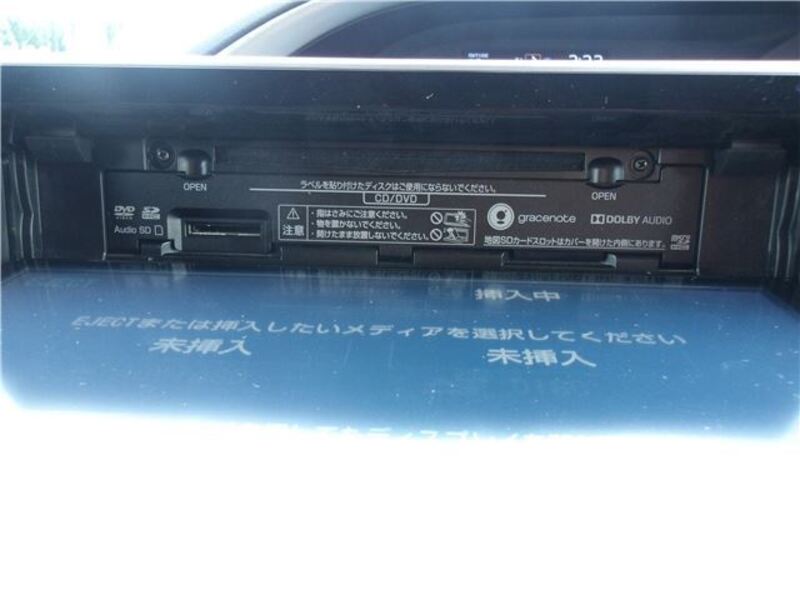 OPEN
OPEN
ラベルを貼り付けたディスクはご使用にならないでください。
CD/DVD
DVD
Audio SD
注意
・指はさみにご注意ください。
・物を置かないでください。
・開けたまま放置しないでください。
gracenote
DOLBY AUDIO
地図SDカードスロットはカバーを開けた内側にあります。
挿入中
EJECTまたは挿入したいメディアを選択してください
未挿入
未挿入